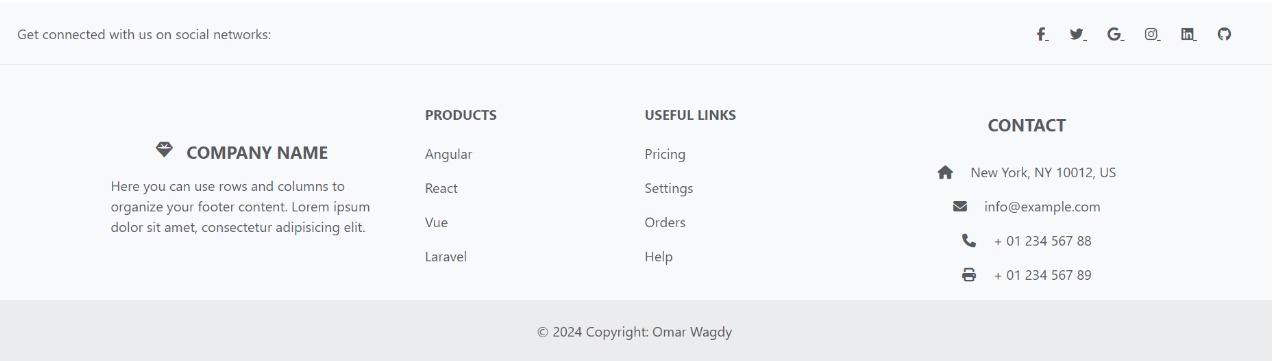 Get connected with us on social networks:
COMPANY NAME
Here you can use rows and columns to
organize your footer content. Lorem ipsum
dolor sit amet, consectetur adipisicing elit.
PRODUCTS
Angular
React
Vue
Laravel
USEFUL LINKS
Pricing
Settings
Orders
Help
CONTACT
New York, NY 10012, US
info@example.com
+ 01 234 567 88
+ 01 234 567 89
© 2024 Copyright: Omar Wagdy